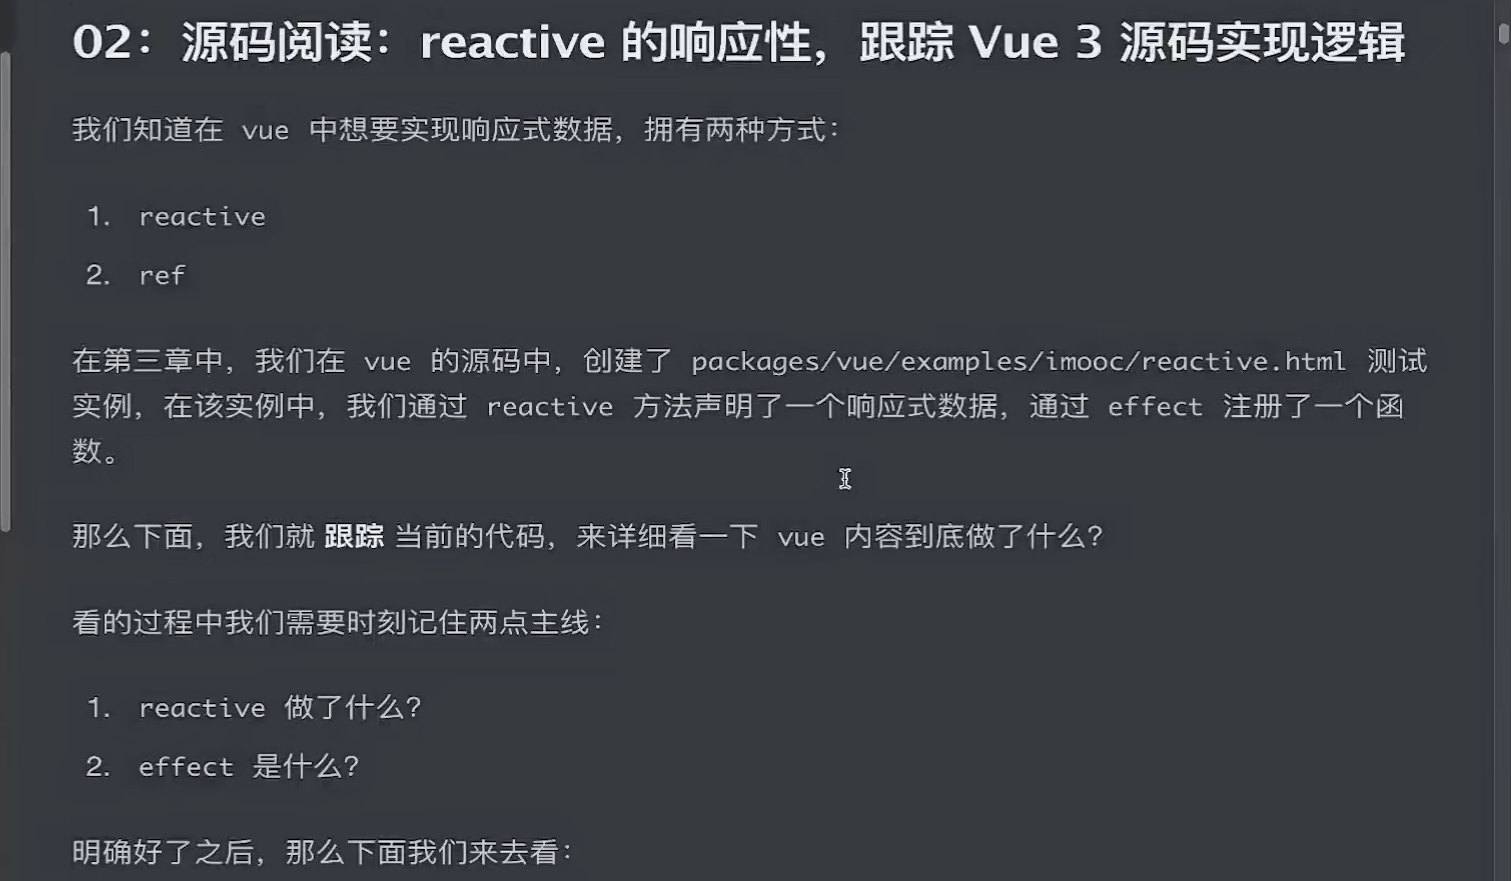 02：源码阅读：reactive 的响应性，跟踪 Vue 3 源码实现逻辑
我们知道在 vue 中想要实现响应式数据，拥有两种方式：
1. reactive
2. ref
在第三章中，我们在 vue 的源码中，创建了 packages/vue/examples/imooc/reactive.html 测试
实例，在该实例中，我们通过 reactive 方法声明了一个响应式数据，通过 effect 注册了一个函
数。
那么下面，我们就 跟踪 当前的代码，来详细看一下 vue 内容到底做了什么？
看的过程中我们需要时刻记住两点主线：
1. reactive 做了什么？
2. effect 是什么？
明确好了之后，那么下面我们来去看：